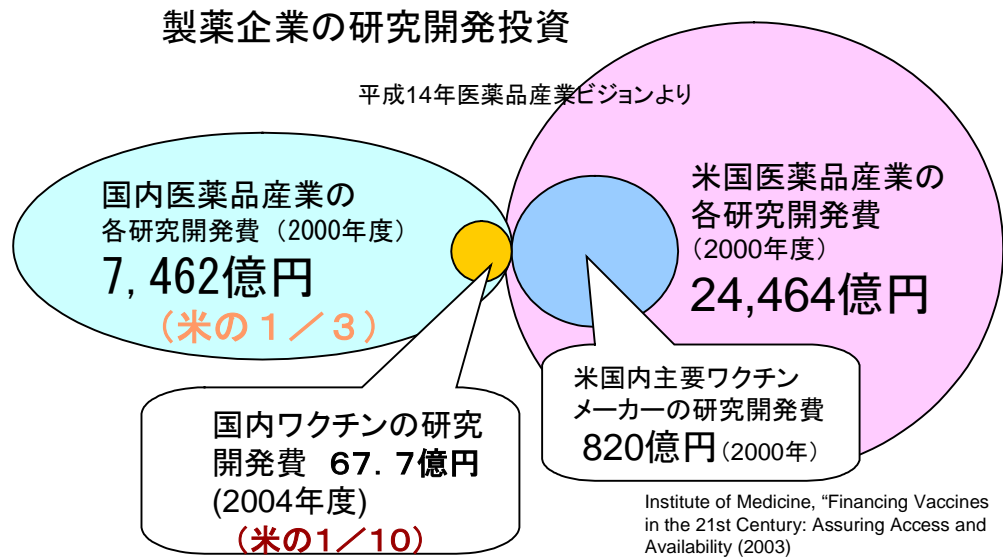 製薬企業の研究開発投資
平成14年医薬品産業ビジョンより
国内医薬品産業の
各研究開発費（2000年度）
7,462億円
（米の１／３）
米国医薬品産業の
各研究開発費
(2000年度)
24,464億円
国内ワクチンの研究
開発費　６７．７億円
(2004年度)
（米の１／１０）
米国内主要ワクチン
メーカーの研究開発費
820億円(2000年)
Institute of Medicine, “Financing Vaccines
in the 21st Century: Assuring Access and
Availability (2003)